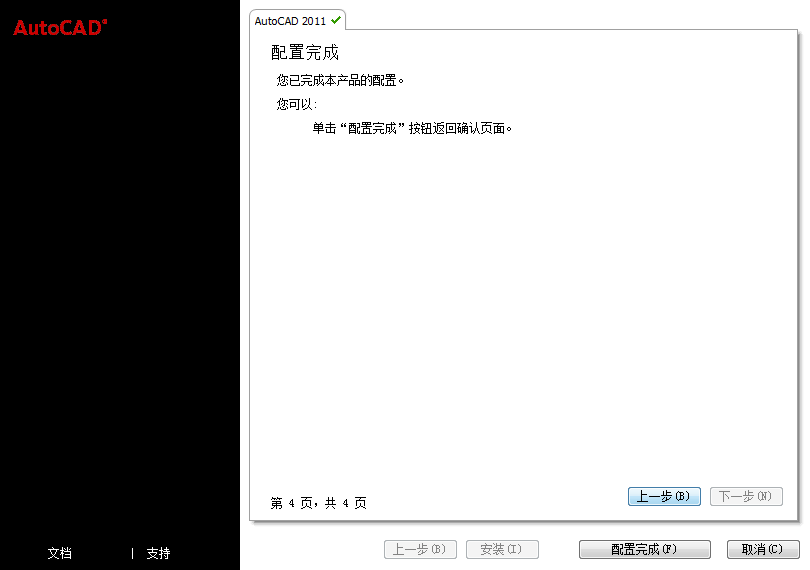 AutoCAD®
AutoCAD 2011
配置完成
您已完成本产品的配置。
您可以:
单击“配置完成”按钮返回确认页面。
第 4 页，共 4 页
上一步(B)
下一步(N)
文档 | 支持
上一步(B)
安装(I)
配置完成(F)
取消(C)